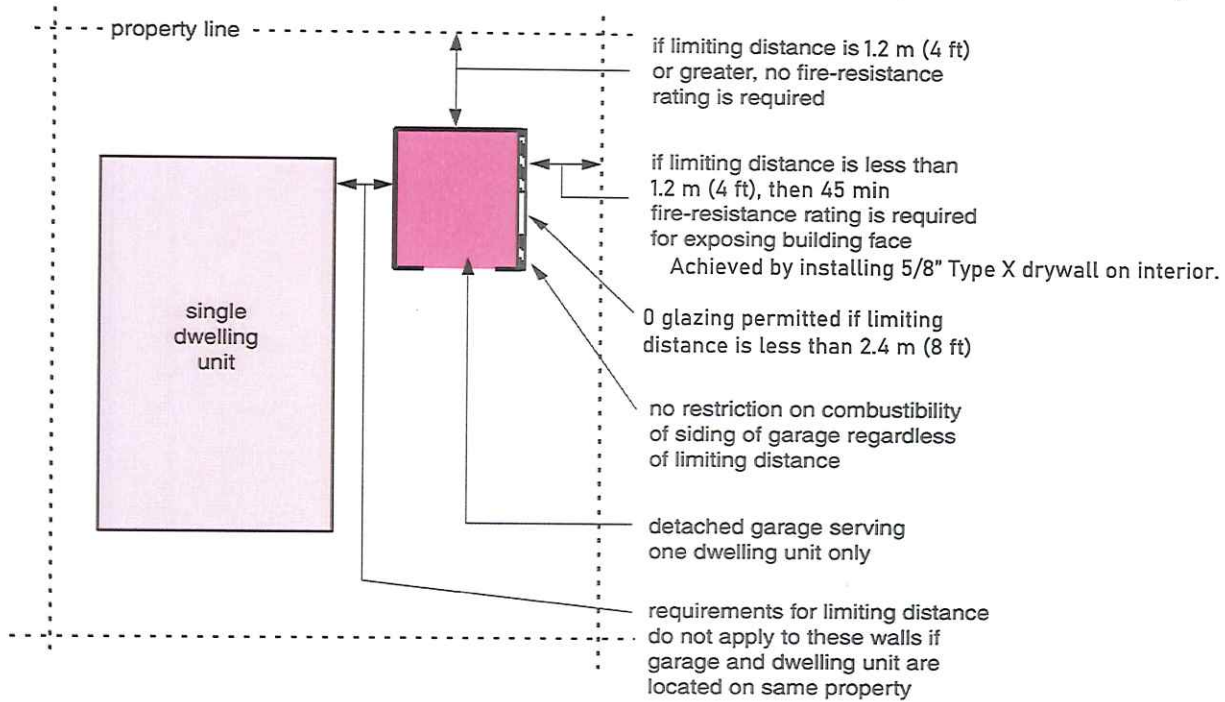 property line
if limiting distance is 1.2 m (4 ft)
or greater, no fire-resistance
rating is required
if limiting distance is less than
1.2 m (4 ft), then 45 min
fire-resistance rating is required
for exposing building face
Achieved by installing 5/8" Type X drywall on interior.
0 glazing permitted if limiting
distance is less than 2.4 m (8 ft)
single
dwelling
unit
no restriction on combustibility
of siding of garage regardless
of limiting distance
detached garage serving
one dwelling unit only
requirements for limiting distance
do not apply to these walls if
garage and dwelling unit are
located on same property